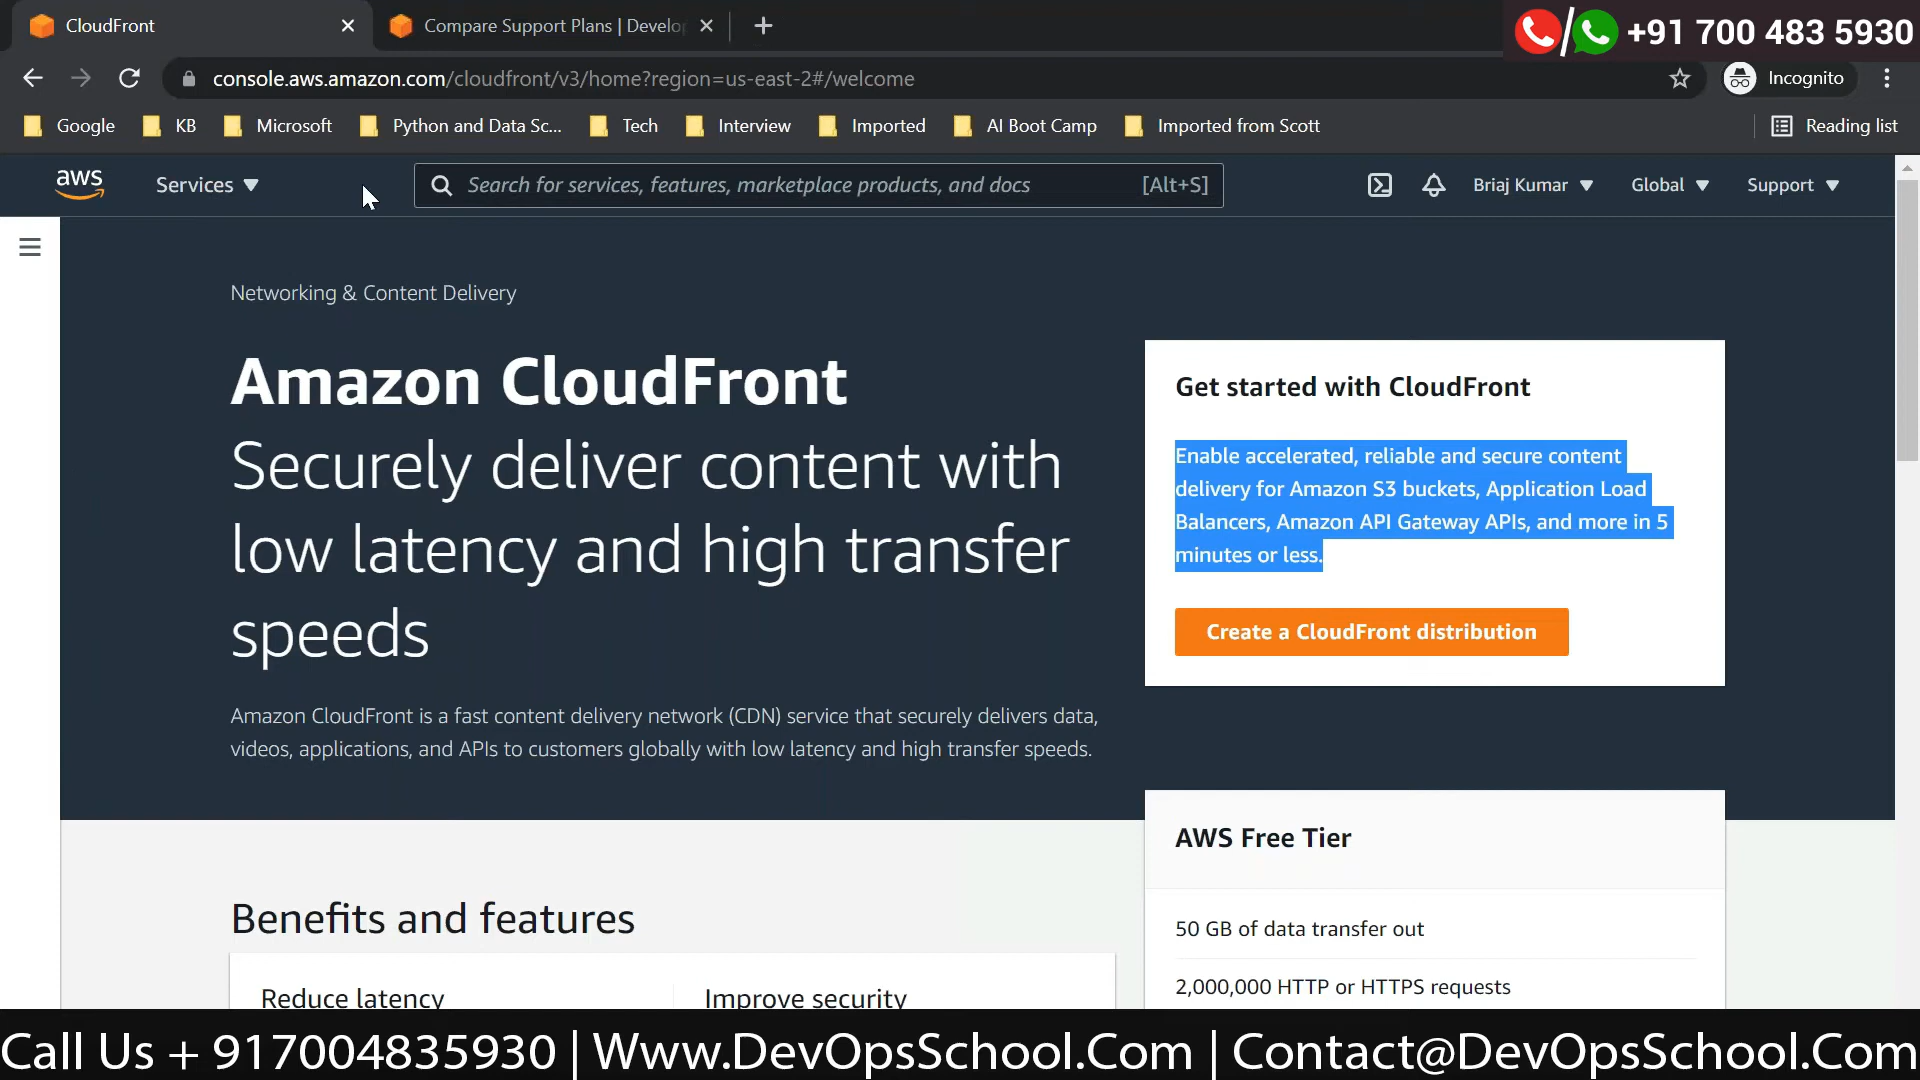 CloudFront
Compare Support Plans | Develo
+91 700 483 5930
console.aws.amazon.com/cloudfront/v3/home?region=us-east-2#/welcome
Incognito
Google
KB
Microsoft
Python and Data Sc...
Tech
Interview
Imported
AI Boot Camp
Imported from Scott
Reading list
aws
Services
Search for services, features, marketplace products, and docs
[Alt+S]
Briaj Kumar
Global
Support
Networking & Content Delivery
Amazon CloudFront
Securely deliver content with
low latency and high transfer
speeds
Amazon CloudFront is a fast content delivery network (CDN) service that securely delivers data,
videos, applications, and APIs to customers globally with low latency and high transfer speeds.
Get started with CloudFront
Enable accelerated, reliable and secure content
delivery for Amazon S3 buckets, Application Load
Balancers, Amazon API Gateway APIs, and more in 5
minutes or less.
Create a CloudFront distribution
AWS Free Tier
50 GB of data transfer out
2,000,000 HTTP or HTTPS requests
Benefits and features
Reduce latency
Improve security
Call Us + 917004835930 | Www.DevOpsSchool.Com | Contact@DevOpsSchool.Com